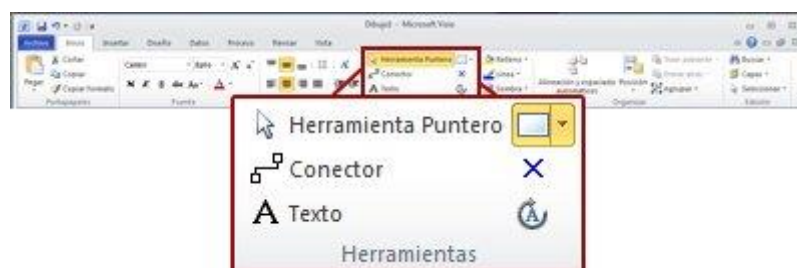 Dibujo1 - Microsoft Visio
Archivo Inicio Insertar Diseño Datos Proceso Revisar Vista
Cortar
Copiar
Copiar formato
Pegar
Portapapeles
Fuente
Herramienta Puntero
Conector
Texto
Relleno
Línea
Sombra
Alineación y espaciado automáticos
Posición
Agrupar
Organizar
Buscar
Capas
Seleccionar
Edición
Herramienta Puntero
Conector
A Texto
Herramientas